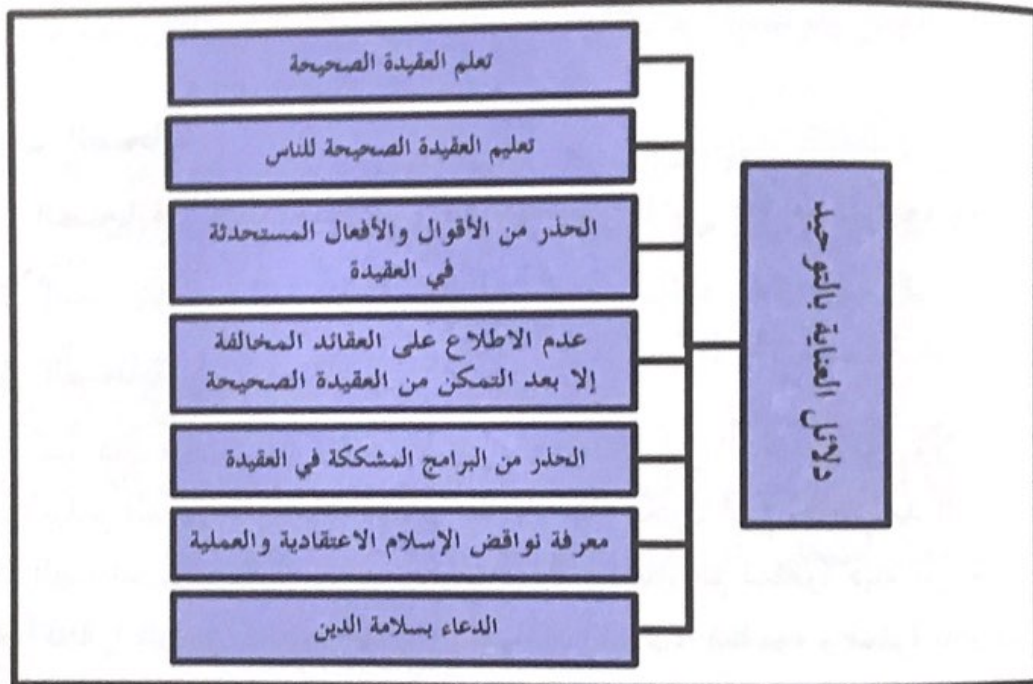 دلائل العناية بالتوحيد
تعلم العقيدة الصحيحة
تعليم العقيدة الصحيحة للناس
الحذر من الأقوال والأفعال المستحدثة
في العقيدة
عدم الاطلاع على العقائد المخالفة
إلا بعد التمكن من العقيدة الصحيحة
الحذر من البرامج المشككة في العقيدة
معرفة نواقض الإسلام الاعتقادية والعملية
الدعاء بسلامة الدين